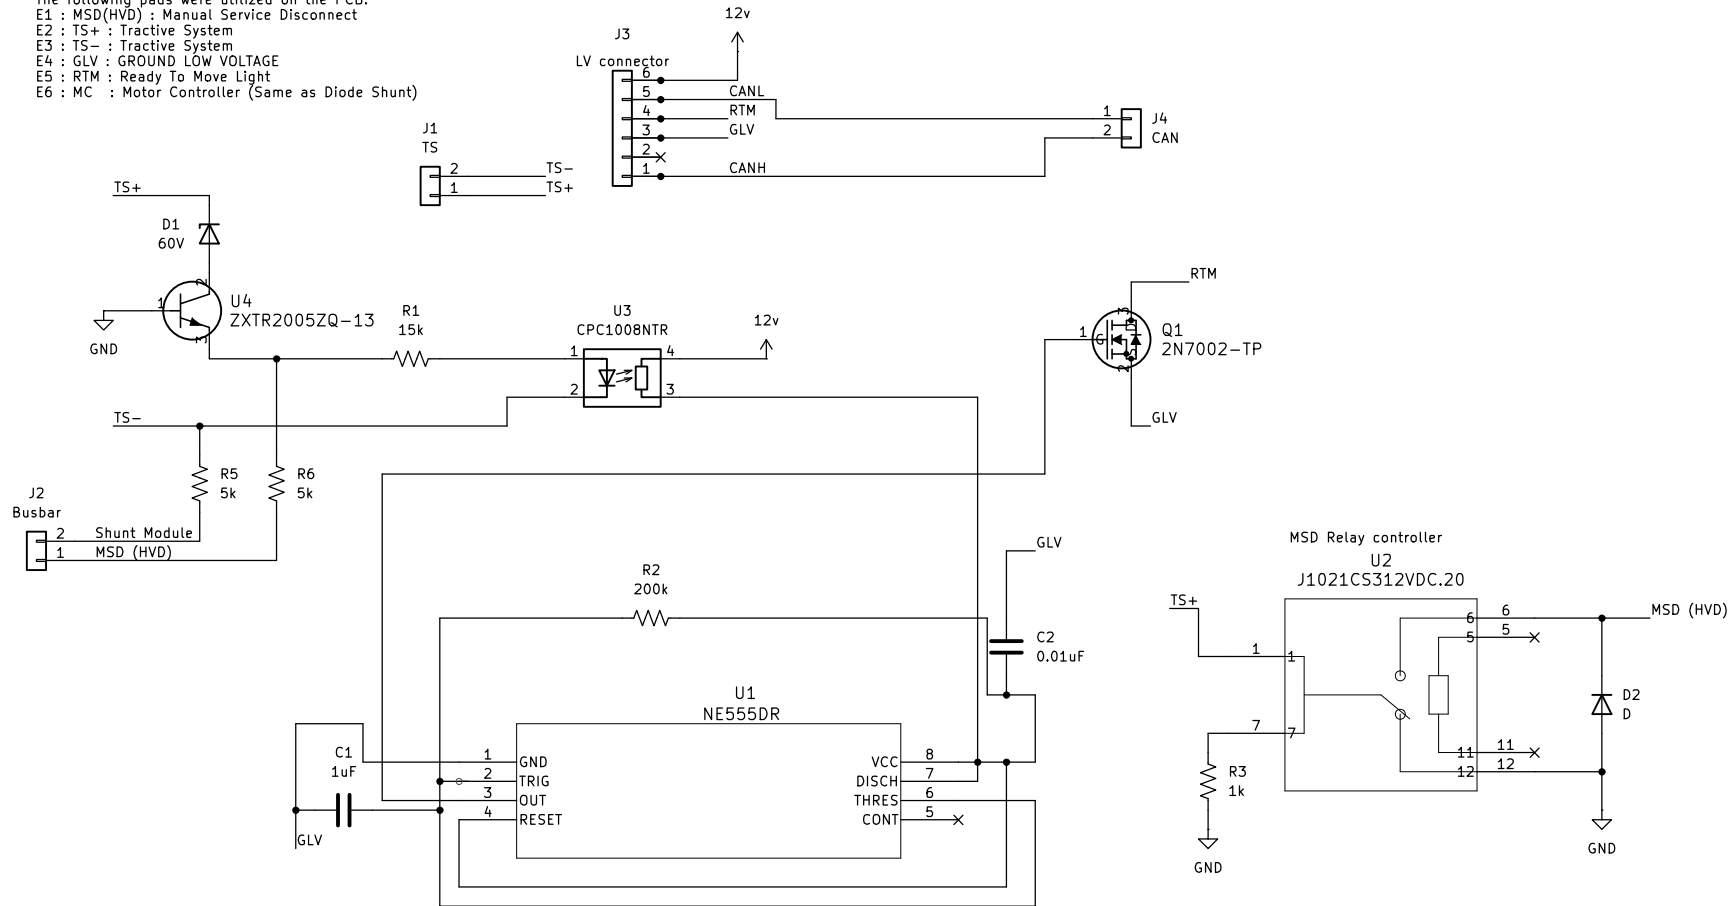 The following pads were utilized on the PCB:
E1 : MSD(HVD) : Manual Service Disconnect
E2 : TS+ : Tractive System
E3 : TS- : Tractive System
E4 : GLV : GROUND LOW VOLTAGE
E5 : RTM : Ready To Move Light
E6 : MC : Motor Controller (Same as Diode Shunt)
12v
J3
LV connector
6
5
4
3
2
1
CANL
RTM
GLV
CANH
1
2
J4
CAN
J1
TS
2
1
TS-
TS+
TS+
D1
60V
2
1
3
U4
ZXTR2005ZQ-13
GND
R1
15k
U3
CPC1008NTR
1
2
4
3
12v
RTM
3
D
1
G
S
2
Q1
2N7002-TP
GLV
TS-
R5
5k
R6
5k
J2
Busbar
2
1
Shunt Module
MSD (HVD)
GLV
R2
200k
C2
0.01uF
MSD Relay controller
U2
J1021CS312VDC.20
TS+
1
1
7
7
6
6
5
5
11
11
12
12
MSD (HVD)
D2
D
R3
1k
GND
GND
U1
NE555DR
1
GND
2
TRIG
3
OUT
4
RESET
VCC
8
DISCH
7
THRES
6
CONT
5
C1
1uF
GLV